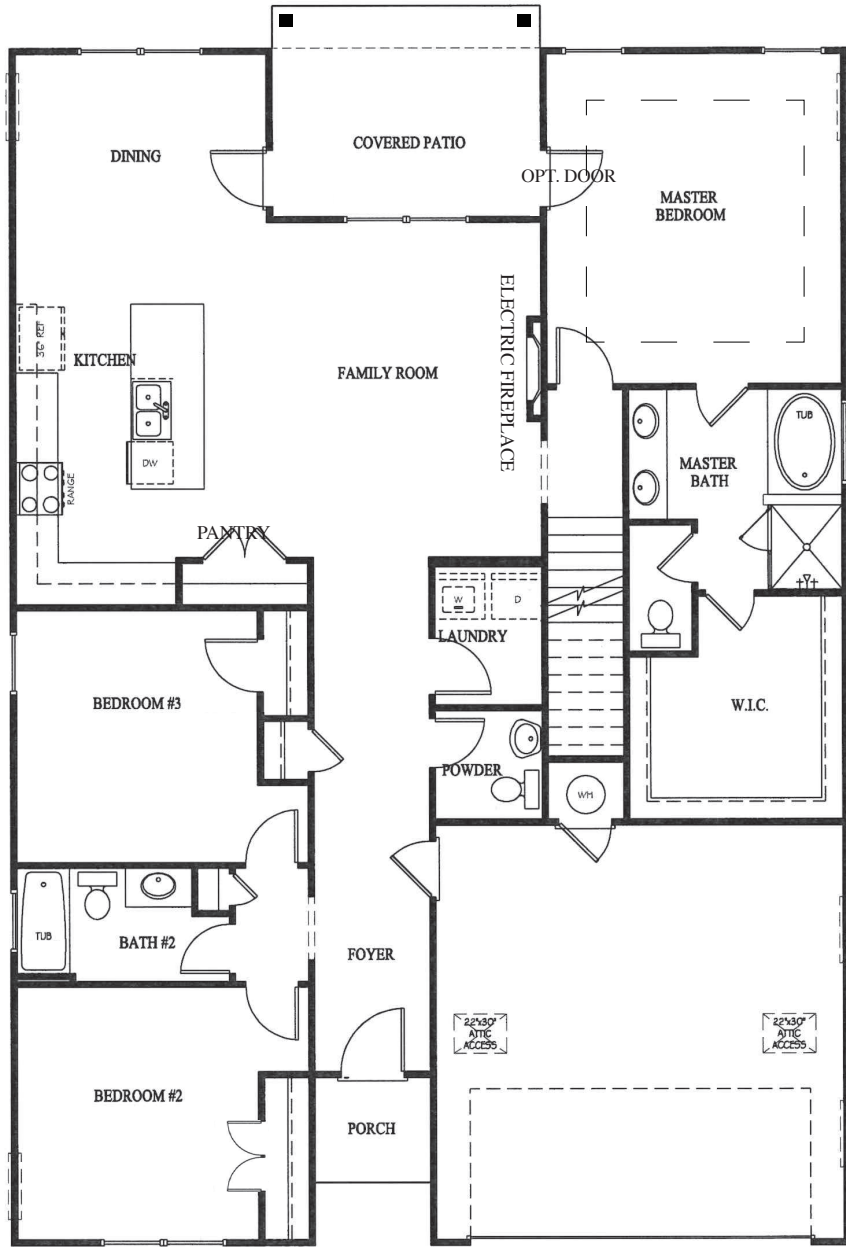 COVERED PATIO
DINING
OPT. DOOR
MASTER
BEDROOM
36" REF
KITCHEN
FAMILY ROOM
ELECTRIC FIREPLACE
TUB
MASTER
BATH
DW
RANGE
PANTRY
W
D
LAUNDRY
BEDROOM #3
W.I.C.
POWDER
WH
TUB
BATH #2
FOYER
22"x30"
ATTIC
ACCESS
22"x30"
ATTIC
ACCESS
BEDROOM #2
PORCH